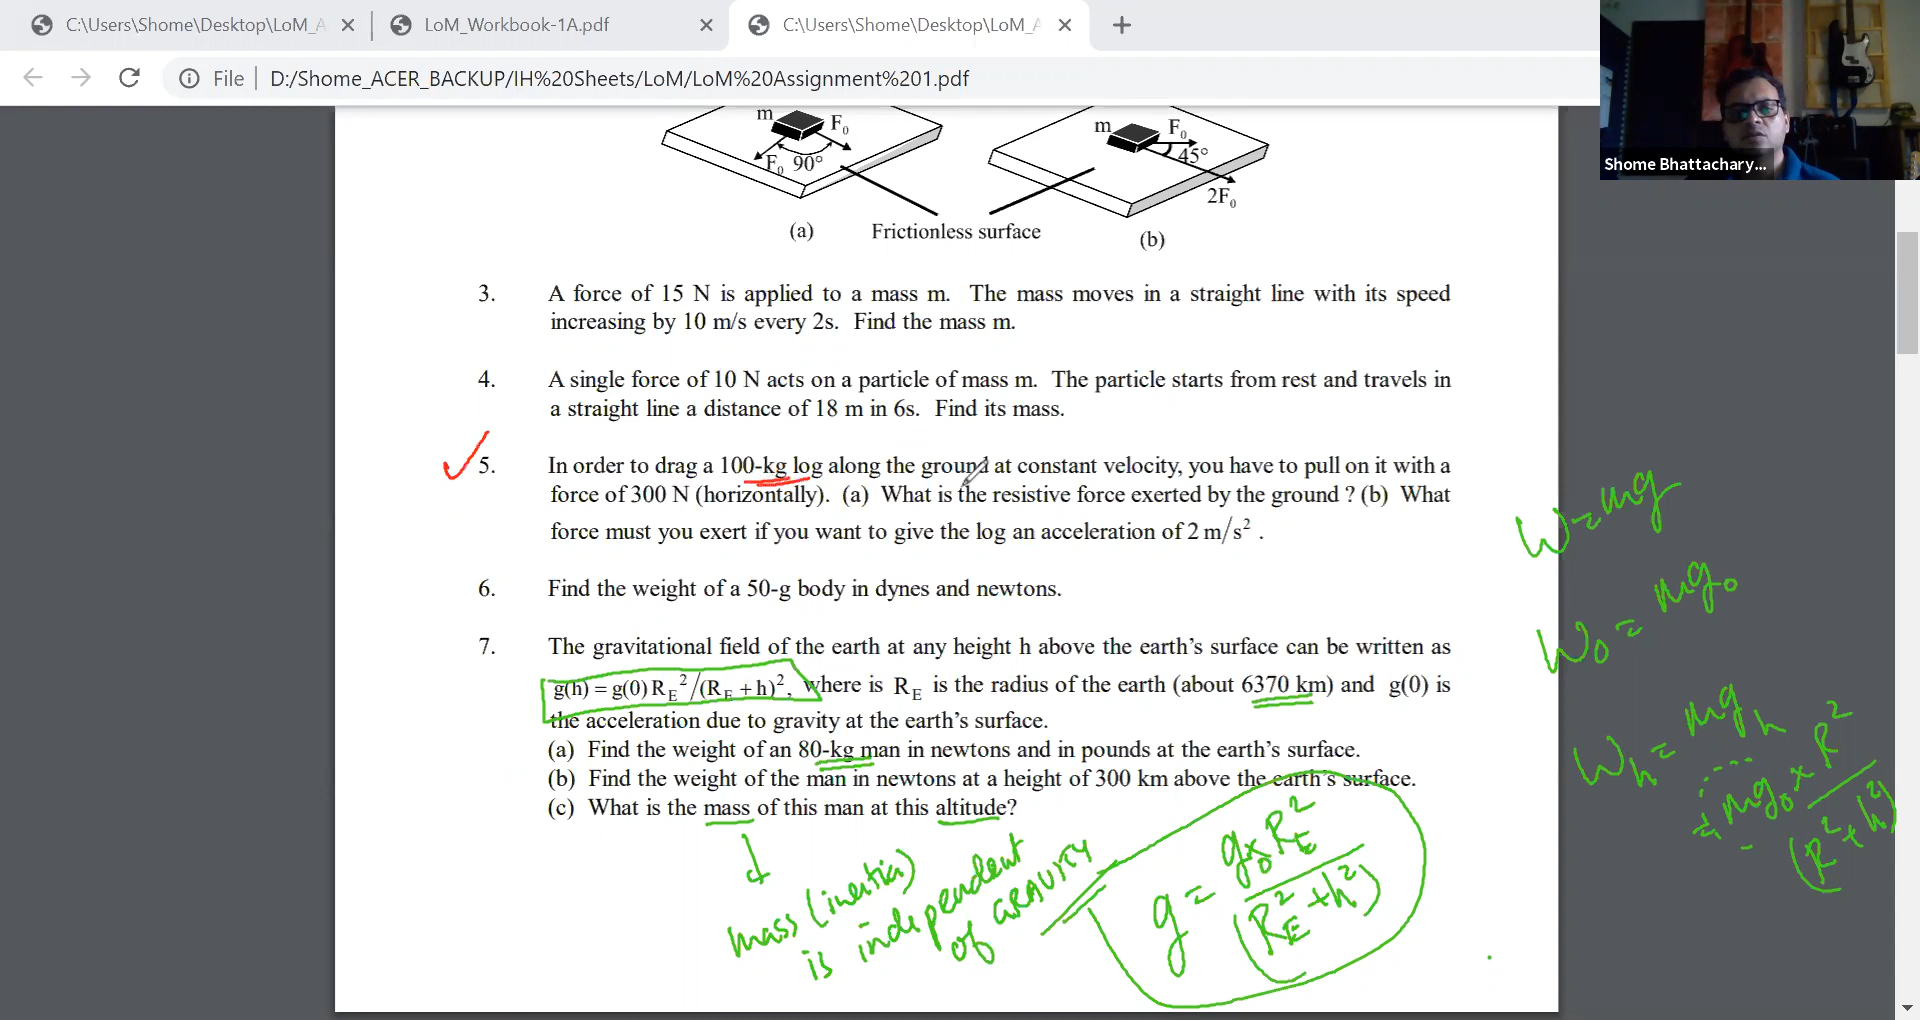 C:\Users\Shome\Desktop\LoM_A
LoM_Workbook-1A.pdf
C:\Users\Shome\Desktop\LoM_A
File | D:/Shome_ACER_BACKUP/IH%20Sheets/LoM/LoM%20Assignment%201.pdf
Shome Bhattachary...
m F₀
F₀ 90°
(a)
Frictionless surface
m F₀
45°
2F₀
(b)
3. A force of 15 N is applied to a mass m. The mass moves in a straight line with its speed
increasing by 10 m/s every 2s. Find the mass m.
4. A single force of 10 N acts on a particle of mass m. The particle starts from rest and travels in
a straight line a distance of 18 m in 6s. Find its mass.
5. In order to drag a 100-kg log along the ground at constant velocity, you have to pull on it with a
force of 300 N (horizontally). (a) What is the resistive force exerted by the ground ? (b) What
force must you exert if you want to give the log an acceleration of 2 m/s² .
6. Find the weight of a 50-g body in dynes and newtons.
7. The gravitational field of the earth at any height h above the earth's surface can be written as
g(h) = g(0) R_E²/(R_E + h)², where is R_E is the radius of the earth (about 6370 km) and g(0) is
the acceleration due to gravity at the earth's surface.
(a) Find the weight of an 80-kg man in newtons and in pounds at the earth's surface.
(b) Find the weight of the man in newtons at a height of 300 km above the earth's surface.
(c) What is the mass of this man at this altitude?
mass (inertia)
is independent
of GRAVITY
g = g₀ × R_E² / (R_E² + h²)
W = mg
W₀ = mg₀
W_h = mg_h
= mg₀ × R² / (R² + h²)